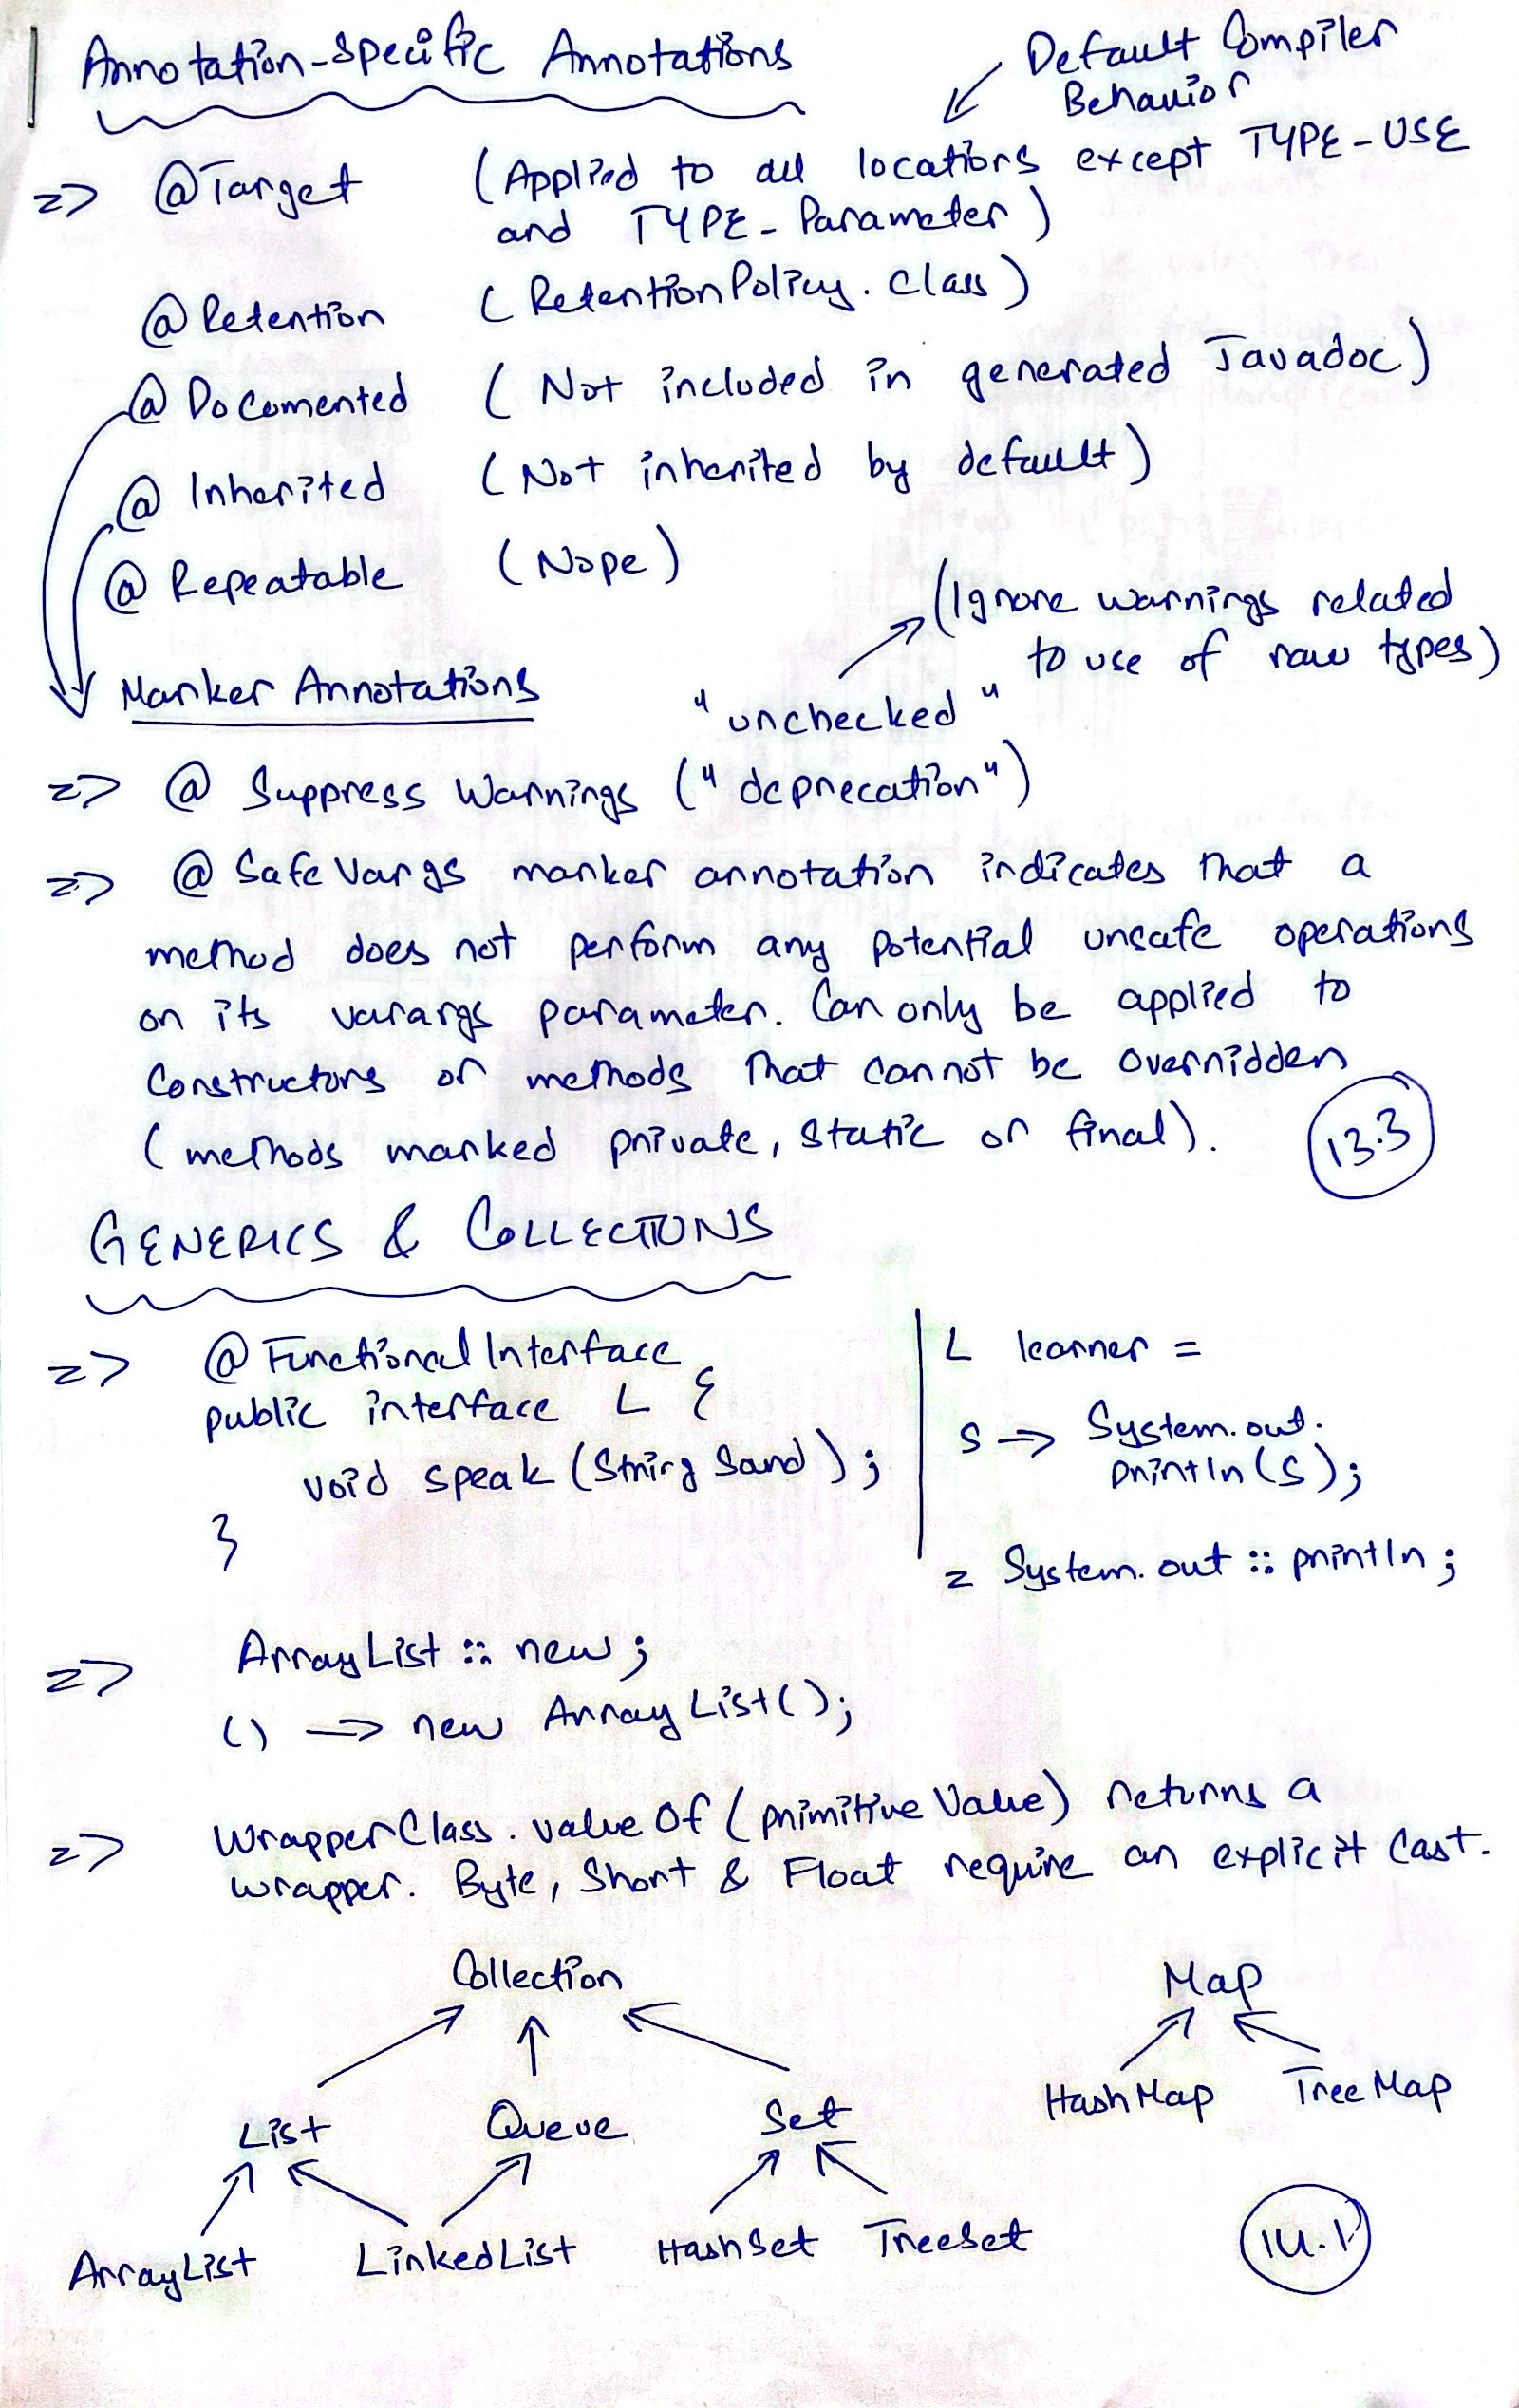 Annotation-Specific Annotations
Default Compiler
Behavior
=> @Target (Applied to all locations except TYPE-USE
and TYPE-Parameter)
@Retention (RetentionPolicy.Class)
@Documented (Not included in generated Javadoc)
@Inherited (Not inherited by default)
@Repeatable (Nope)
(Ignore warnings related
to use of raw types)
Marker Annotations
"unchecked"
=> @SuppressWarnings ("deprecation")
=> @SafeVargs marker annotation indicates that a
method does not perform any potential unsafe operations
on its varargs parameter. Can only be applied to
Constructors or methods that cannot be overridden
(methods marked private, static or final).
13.3
GENERICS & COLLECTIONS
=> @FunctionalInterface
public interface L {
void speak (String Sand);
}
L learner =
S -> System.out.
println(S);
= System.out :: println;
=> ArrayList :: new;
() -> new ArrayList();
=> WrapperClass.valueOf (primitiveValue) returns a
wrapper. Byte, Short & Float require an explicit Cast.
Collection
Map
List Queue Set
HashMap TreeMap
ArrayList LinkedList HashSet TreeSet
14.1